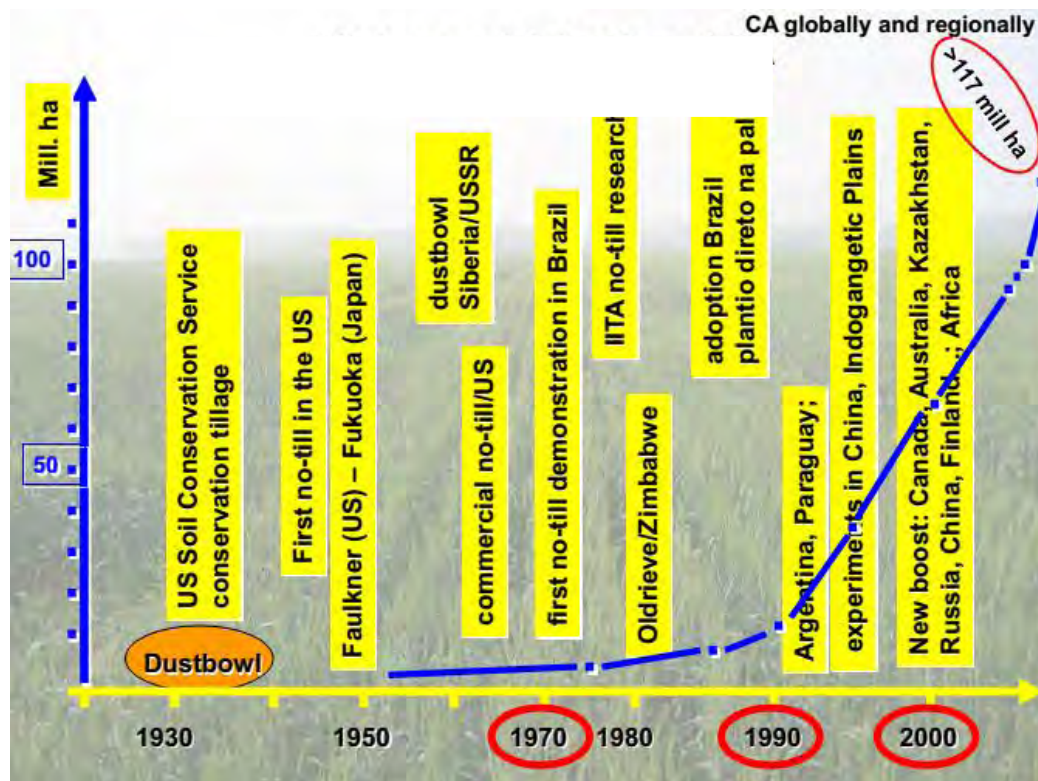 CA globally and regionally
>117 mill ha
Mill. ha
100
50
US Soil Conservation Service
conservation tillage
First no-till in the US
Faulkner (US) – Fukuoka (Japan)
dustbowl
Siberia/USSR
commercial no-till/US
first no-till demonstration in Brazil
IITA no-till research
Oldrieve/Zimbabwe
adoption Brazil
plantio direto na pal
Argentina, Paraguay;
experiments in China, Indogangetic Plains
New boost: Canada, Australia, Kazakhstan,
Russia, China, Finland..; Africa
Dustbowl
1930
1950
1970
1980
1990
2000